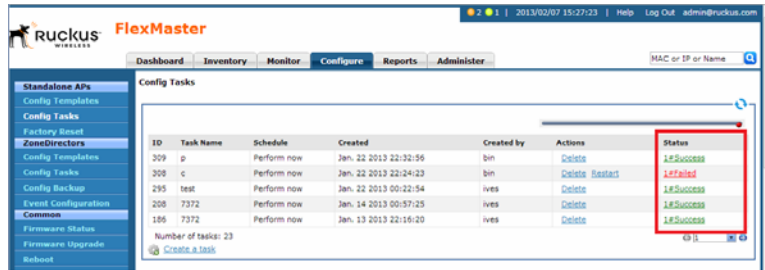 2 1 | 2013/02/07 15:27:23 | Help Log Out admin@ruckus.com
RUCKUS WIRELESS FlexMaster
Dashboard Inventory Monitor Configure Reports Administer MAC or IP or Name
Standalone APs
Config Templates
Config Tasks
Factory Reset
ZoneDirectors
Config Templates
Config Tasks
Config Backup
Event Configuration
Common
Firmware Status
Firmware Upgrade
Reboot
Config Tasks
ID Task Name Schedule Created Created by Actions Status
309 p Perform now Jan. 22 2013 22:32:56 bin Delete 1#Success
308 c Perform now Jan. 22 2013 22:24:23 bin Delete Restart 1#Failed
295 test Perform now Jan. 22 2013 00:22:54 ives Delete 1#Success
208 7372 Perform now Jan. 14 2013 00:57:25 ives Delete 1#Success
186 7372 Perform now Jan. 13 2013 22:16:20 ives Delete 1#Success
Number of tasks: 23
1
Create a task